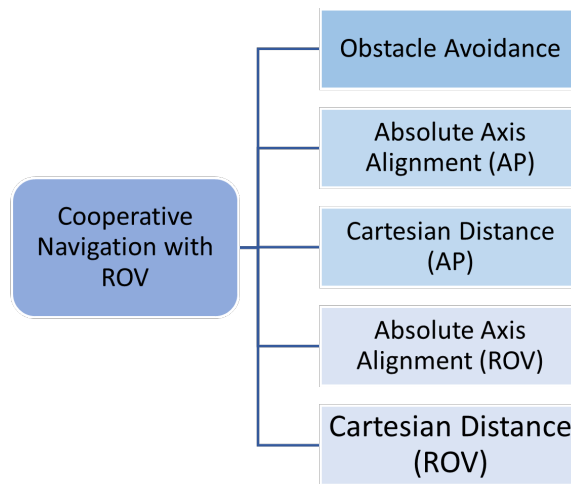 Obstacle Avoidance
Absolute Axis
Alignment (AP)
Cooperative
Navigation with
ROV
Cartesian Distance
(AP)
Absolute Axis
Alignment (ROV)
Cartesian Distance
(ROV)